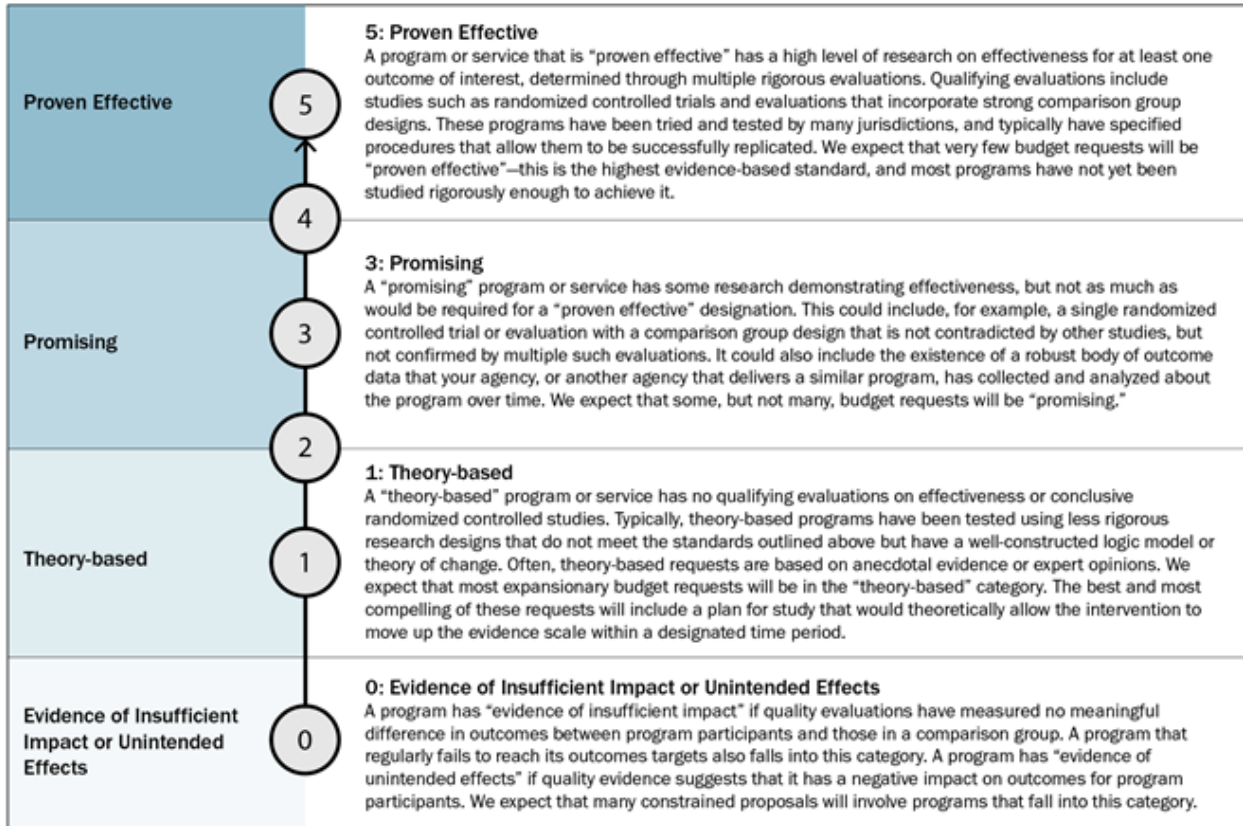 Proven Effective
5
5: Proven Effective
A program or service that is “proven effective” has a high level of research on effectiveness for at least one
outcome of interest, determined through multiple rigorous evaluations. Qualifying evaluations include
studies such as randomized controlled trials and evaluations that incorporate strong comparison group
designs. These programs have been tried and tested by many jurisdictions, and typically have specified
procedures that allow them to be successfully replicated. We expect that very few budget requests will be
“proven effective”—this is the highest evidence-based standard, and most programs have not yet been
studied rigorously enough to achieve it.
4
Promising
3
3: Promising
A “promising” program or service has some research demonstrating effectiveness, but not as much as
would be required for a “proven effective” designation. This could include, for example, a single randomized
controlled trial or evaluation with a comparison group design that is not contradicted by other studies, but
not confirmed by multiple such evaluations. It could also include the existence of a robust body of outcome
data that your agency, or another agency that delivers a similar program, has collected and analyzed about
the program over time. We expect that some, but not many, budget requests will be “promising.”
2
Theory-based
1
1: Theory-based
A “theory-based” program or service has no qualifying evaluations on effectiveness or conclusive
randomized controlled studies. Typically, theory-based programs have been tested using less rigorous
research designs that do not meet the standards outlined above but have a well-constructed logic model or
theory of change. Often, theory-based requests are based on anecdotal evidence or expert opinions. We
expect that most expansionary budget requests will be in the “theory-based” category. The best and most
compelling of these requests will include a plan for study that would theoretically allow the intervention to
move up the evidence scale within a designated time period.
Evidence of Insufficient
Impact or Unintended
Effects
0
0: Evidence of Insufficient Impact or Unintended Effects
A program has “evidence of insufficient impact” if quality evaluations have measured no meaningful
difference in outcomes between program participants and those in a comparison group. A program that
regularly fails to reach its outcomes targets also falls into this category. A program has “evidence of
unintended effects” if quality evidence suggests that it has a negative impact on outcomes for program
participants. We expect that many constrained proposals will involve programs that fall into this category.